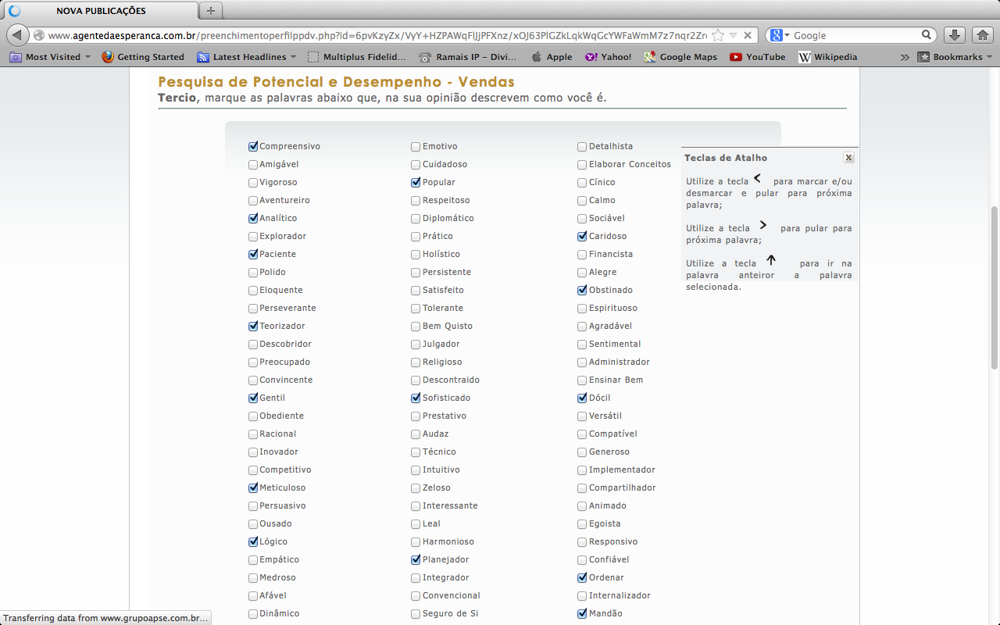 NOVA PUBLICAÇÕES
www.agentedaesperanca.com.br/preenchimentoperfilppdv.php?id=6pvKzyZx/VyY+HZPAWqFlJjPFXnz/xOJ63PlGZkLqkWqGcYWFaWmM7z7nqr2Zr
Google
Most Visited Getting Started Latest Headlines Multiplus Fidelid... Ramais IP – Divi... Apple Yahoo! Google Maps YouTube Wikipedia Bookmarks
Pesquisa de Potencial e Desempenho - Vendas
Tercio, marque as palavras abaixo que, na sua opinião descrevem como você é.
Compreensivo
Amigável
Vigoroso
Aventureiro
Analítico
Explorador
Paciente
Polido
Eloquente
Perseverante
Teorizador
Descobridor
Preocupado
Convincente
Gentil
Obediente
Racional
Inovador
Competitivo
Meticuloso
Persuasivo
Ousado
Lógico
Empático
Medroso
Afável
Dinâmico
Emotivo
Cuidadoso
Popular
Respeitoso
Diplomático
Prático
Holístico
Persistente
Satisfeito
Tolerante
Bem Quisto
Julgador
Religioso
Descontraido
Sofisticado
Prestativo
Audaz
Técnico
Intuitivo
Zeloso
Interessante
Leal
Harmonioso
Planejador
Integrador
Convencional
Seguro de Si
Detalhista
Elaborar Conceitos
Cínico
Calmo
Sociável
Caridoso
Financista
Alegre
Obstinado
Espirituoso
Agradável
Sentimental
Administrador
Ensinar Bem
Dócil
Versátil
Compatível
Generoso
Implementador
Compartilhador
Animado
Egoista
Responsivo
Confiável
Ordenar
Internalizador
Mandão
Teclas de Atalho X
Utilize a tecla < para marcar e/ou
desmarcar e pular para próxima
palavra;
Utilize a tecla > para pular para
próxima palavra;
Utilize a tecla ↑ para ir na
palavra anteiror a palavra
selecionada.
Transferring data from www.grupoapse.com.br...